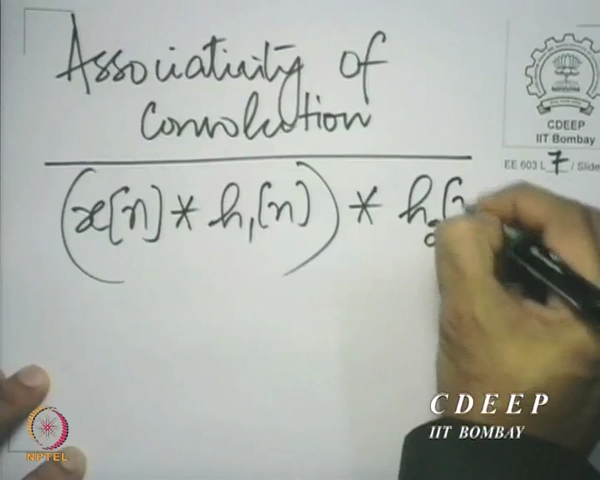 Associativity of
Convolution
(x[n] * h₁[n]) * h₂[
CDEEP
IIT Bombay
EE 603 L 7 / Slide
CDEEP
IIT BOMBAY
NPTEL